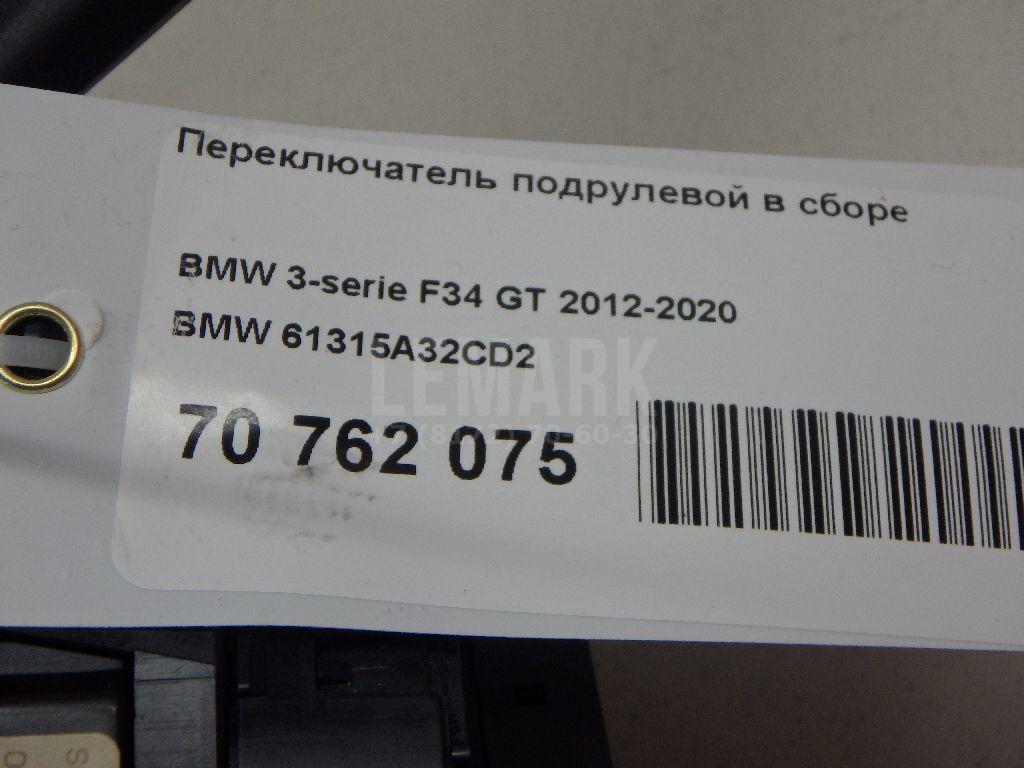 Переключатель подрулевой в сборе
BMW 3-serie F34 GT 2012-2020
BMW 61315A32CD2
LEMARK
70 762 075